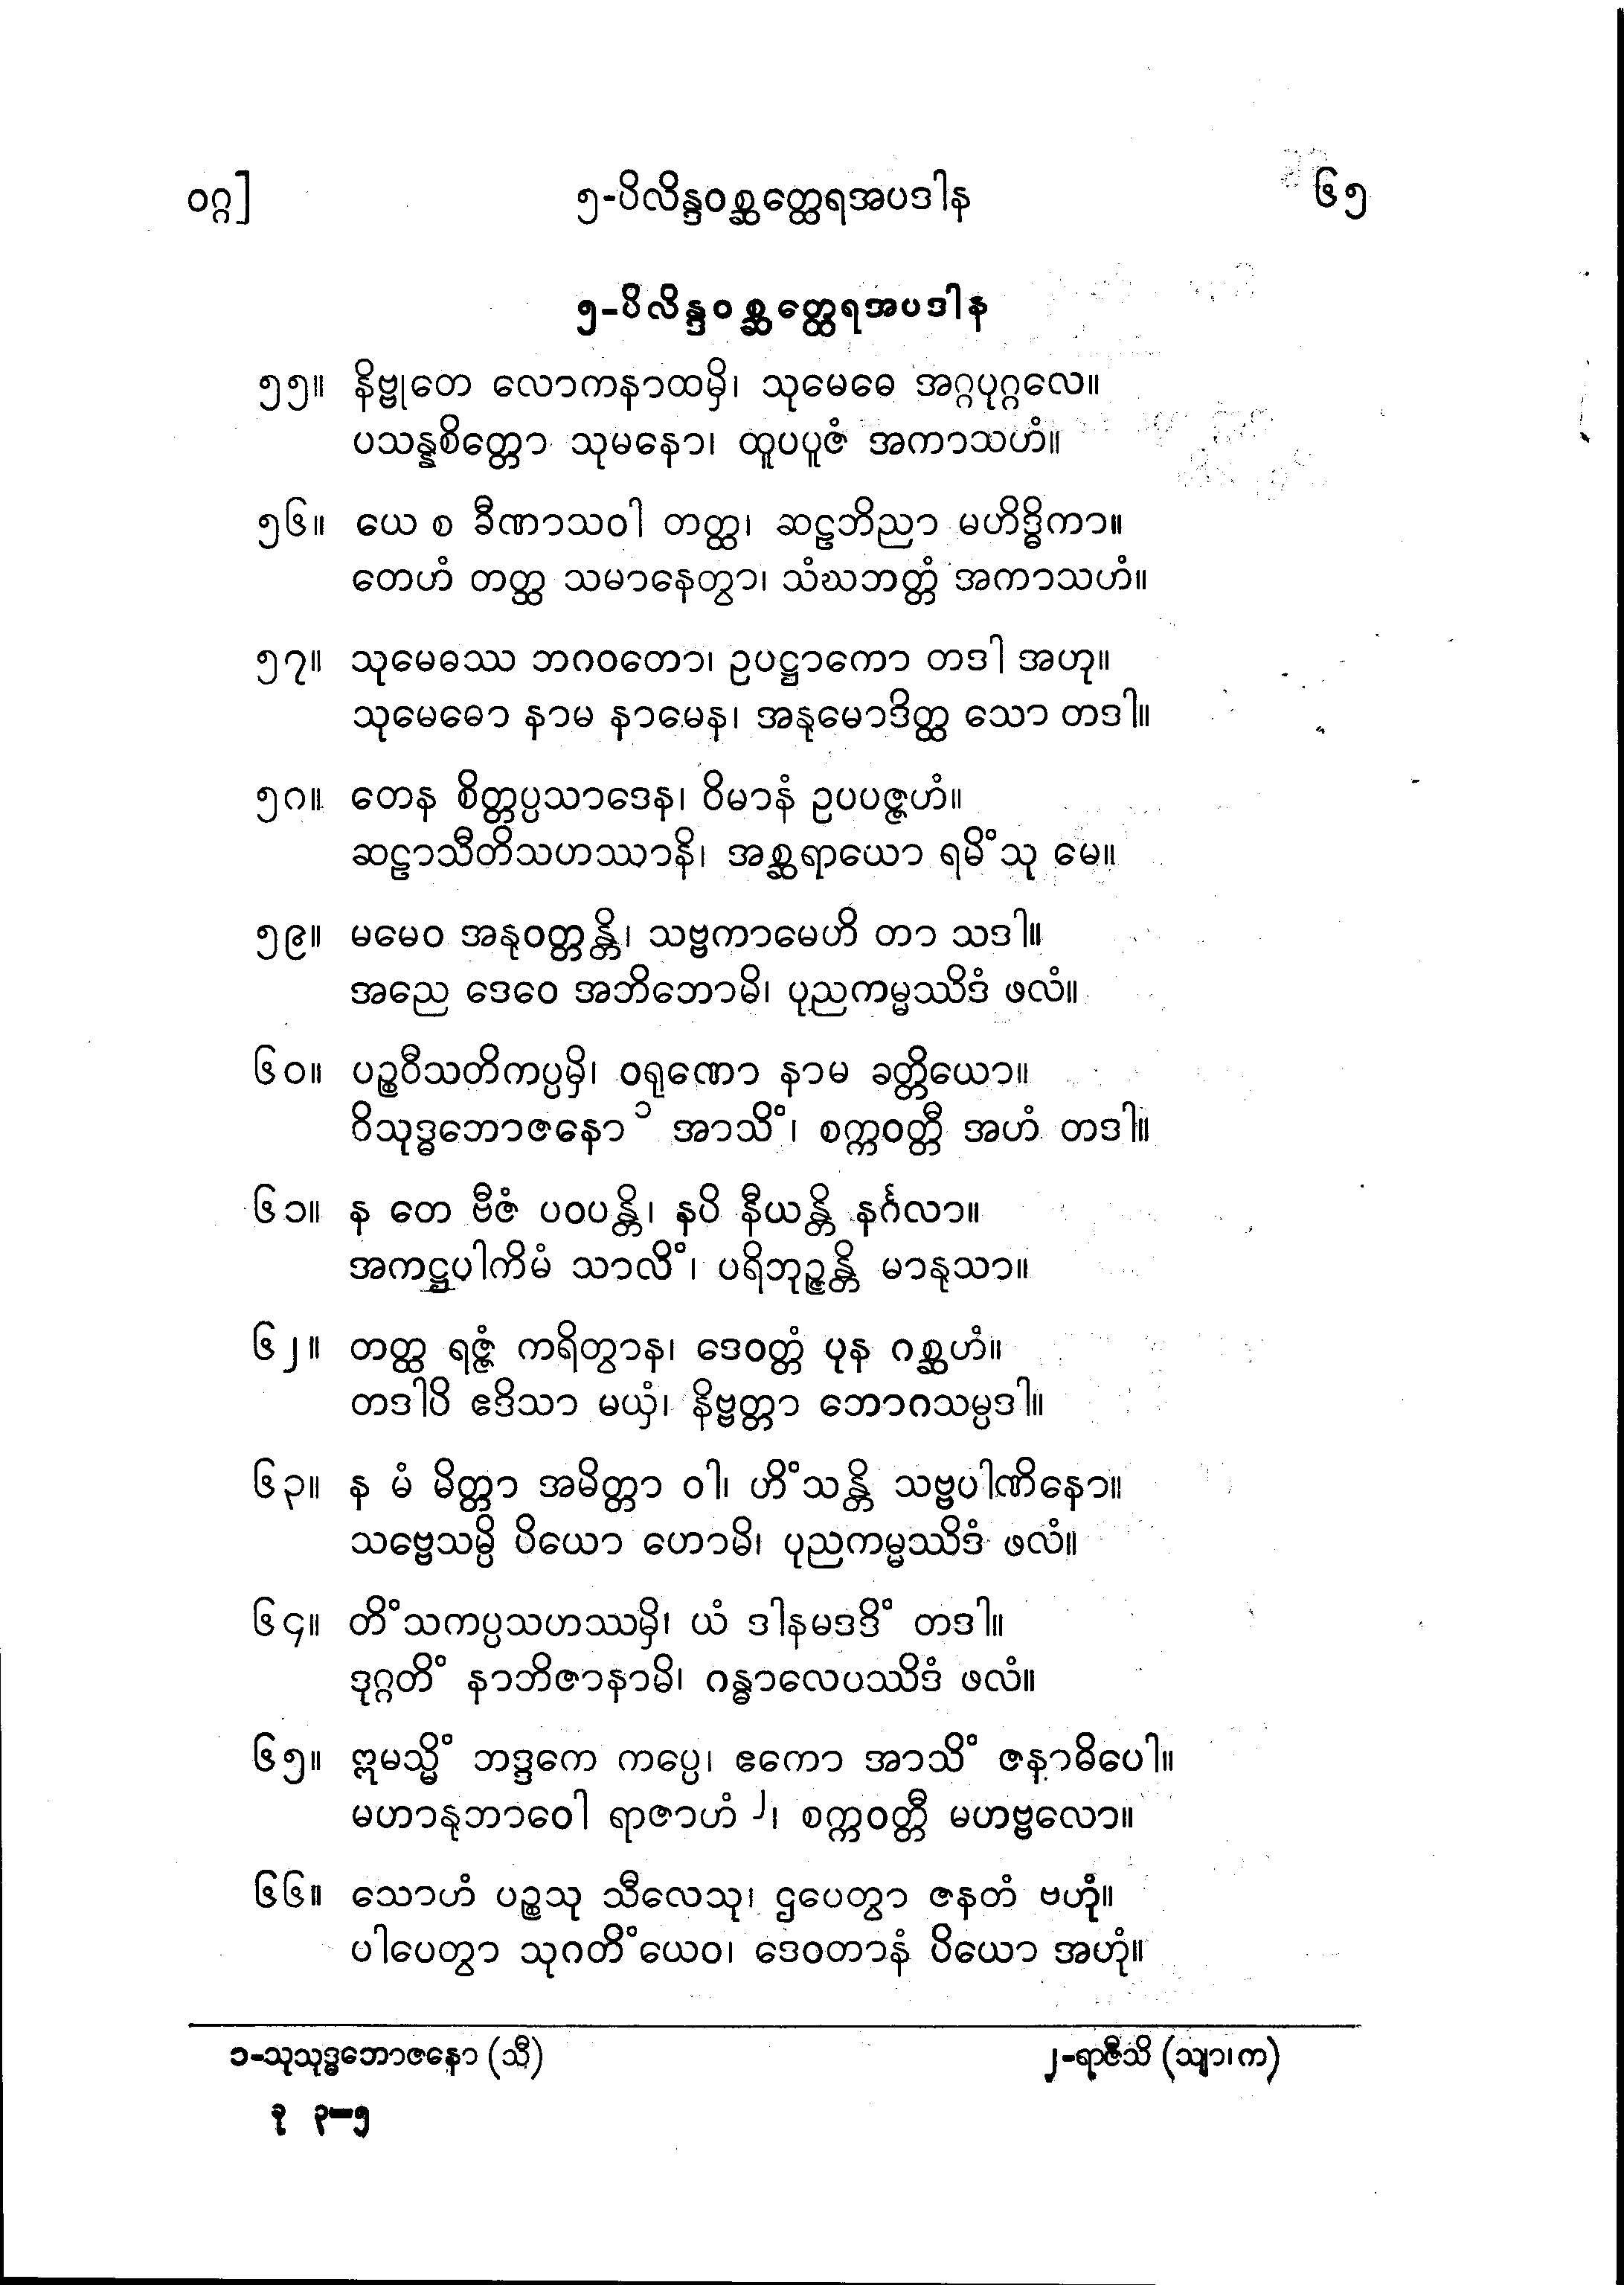 ဝဂ္ဂ] ၅-ပိလိန္ဒဝစ္ဆတ္ထေရအပဒါန ၆၅
၅-ပိလိန္ဒဝစ္ဆတ္ထေရအပဒါန
၅၅။ နိဗ္ဗုတေ လောကနာထမှိ၊ သုမေဓေ အဂ္ဂပုဂ္ဂလေ။
ပသန္နစိတ္တော သုမနော၊ ထူပပူဇံ အကာသဟံ။
၅၆။ ယေ စ ခီဏာသဝါ တတ္ထ၊ ဆဠဘိညာ မဟိဒ္ဓိကာ။
တေဟံ တတ္ထ သမာနေတွာ၊ သံဃဘတ္တံ အကာသဟံ။
၅၇။ သုမေဓဿ ဘဂဝတော၊ ဥပဋ္ဌာကော တဒါ အဟု။
သုမေဓော နာမ နာမေန၊ အနုမောဒိတ္ထ သော တဒါ။
၅၈။ တေန စိတ္တပ္ပသာဒေန၊ ဝိမာနံ ဥပပဇ္ဇဟံ။
ဆဠာသီတိသဟဿာနိ၊ အစ္ဆရာယော ရမိံသု မေ။
၅၉။ မမေဝ အနုဝတ္တန္တိ၊ သဗ္ဗကာမေဟိ တာ သဒါ။
အညေ ဒေဝေ အဘိဘောမိ၊ ပုညကမ္မဿိဒံ ဖလံ။
၆၀။ ပဉ္စဝီသတိကပ္ပမှိ၊ ဝရုဏော နာမ ခတ္တိယော။
ဝိသုဒ္ဓဘောဇနော ၁ အာသိံ၊ စက္ကဝတ္တီ အဟံ တဒါ။
၆၁။ န တေ ဗီဇံ ပဝပန္တိ၊ နပိ နီယန္တိ နင်္ဂလာ။
အကဋ္ဌပါကိမံ သာလိံ၊ ပရိဘုဉ္ဇန္တိ မာနုသာ။
၆၂။ တတ္ထ ရဇ္ဇံ ကရိတွာန၊ ဒေဝတ္တံ ပုန ဂစ္ဆဟံ။
တဒါပိ ဧဒိသာ မယှံ၊ နိဗ္ဗတ္တာ ဘောဂသမ္ပဒါ။
၆၃။ န မံ မိတ္တာ အမိတ္တာ ဝါ၊ ဟိံသန္တိ သဗ္ဗပါဏိနော။
သဗ္ဗေသမ္ပိ ပိယော ဟောမိ၊ ပုညကမ္မဿိဒံ ဖလံ။
၆၄။ တိံသကပ္ပသဟဿမှိ၊ ယံ ဒါနမဒဒိံ တဒါ။
ဒုဂ္ဂတိံ နာဘိဇာနာမိ၊ ဂန္ဓာလေပဿိဒံ ဖလံ။
၆၅။ ဣမသ္မိံ ဘဒ္ဒကေ ကပ္ပေ၊ ဧကော အာသိံ ဇနာဓိပေါ။
မဟာနုဘာဝေါ ရာဇာဟံ ၂၊ စက္ကဝတ္တီ မဟဗ္ဗလော။
၆၆။ သောဟံ ပဉ္စသု သီလေသု၊ ဌပေတွာ ဇနတံ ဗဟုံ။
ပါပေတွာ သုဂတိံယေဝ၊ ဒေဝတာနံ ပိယော အဟုံ။
၁-သုသုဒ္ဓဘောဇနော (သီ) ၂-ရာဇီသိ (သျာ၊ က)
ခု ၃–၅